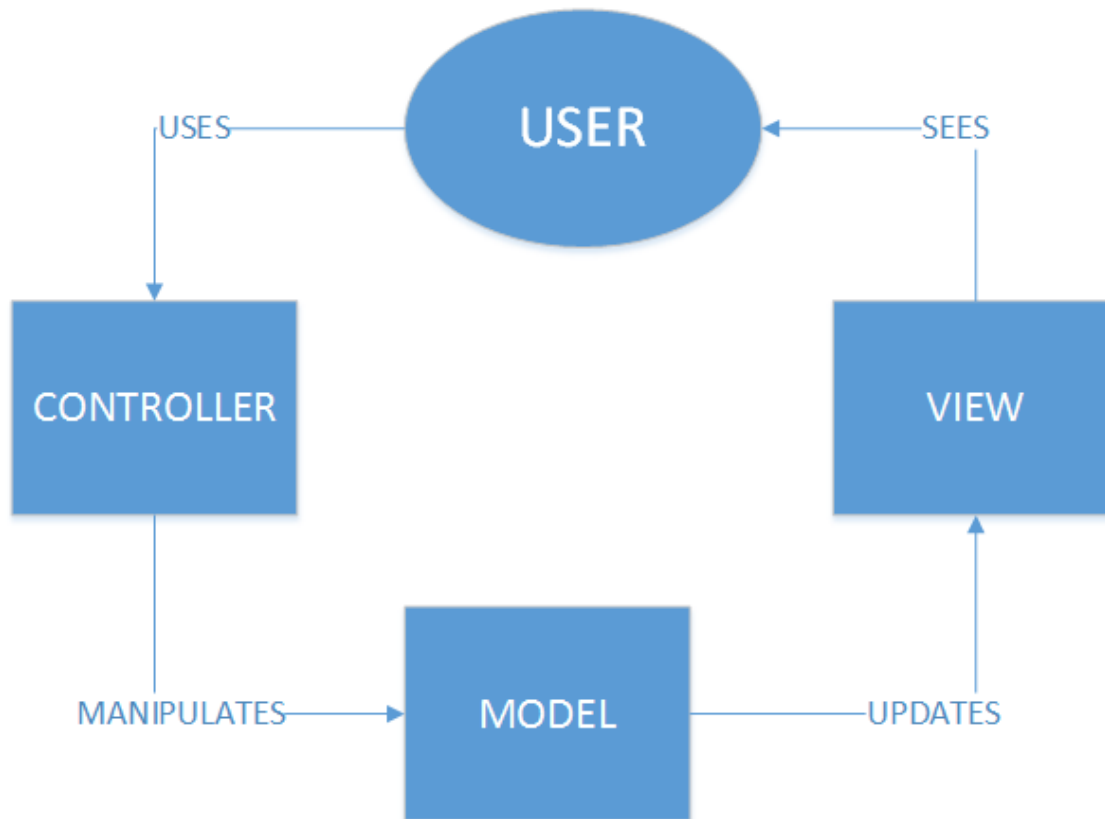 USER
USES
SEES
CONTROLLER
VIEW
MANIPULATES
MODEL
UPDATES